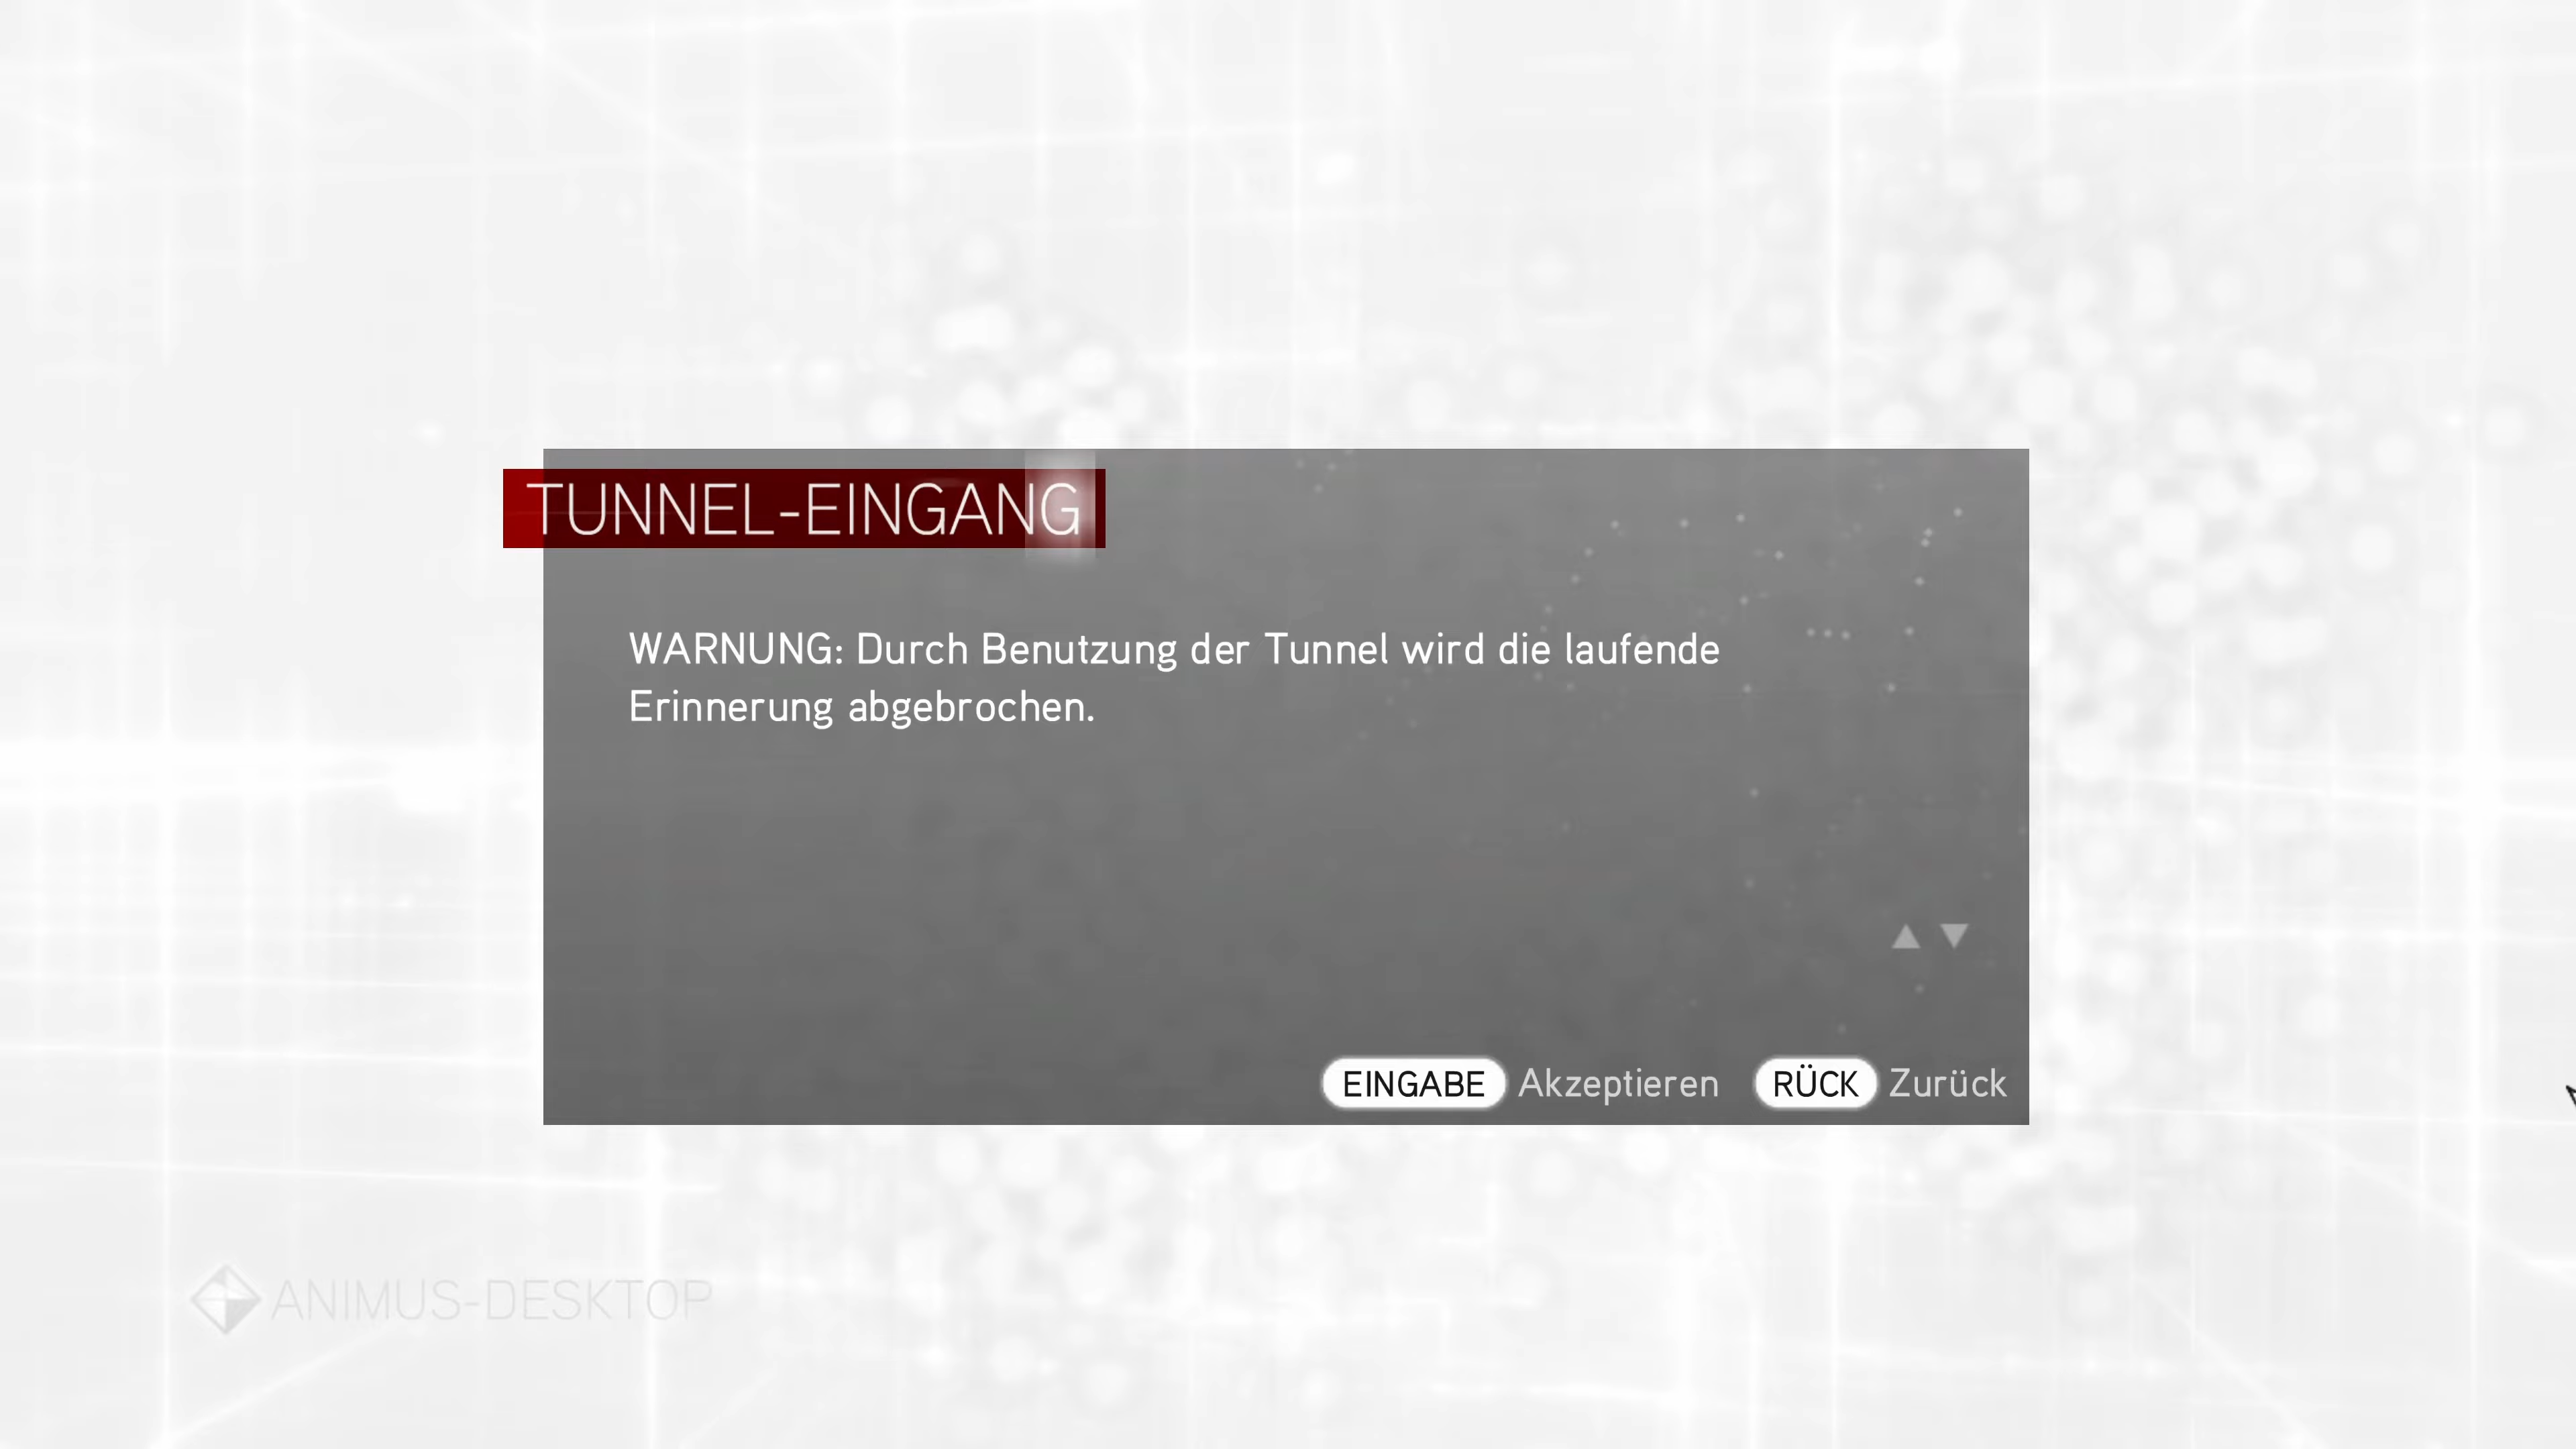 TUNNEL-EINGANG
WARNUNG: Durch Benutzung der Tunnel wird die laufende
Erinnerung abgebrochen.
EINGABE Akzeptieren RÜCK Zurück
ANIMUS-DESKTOP